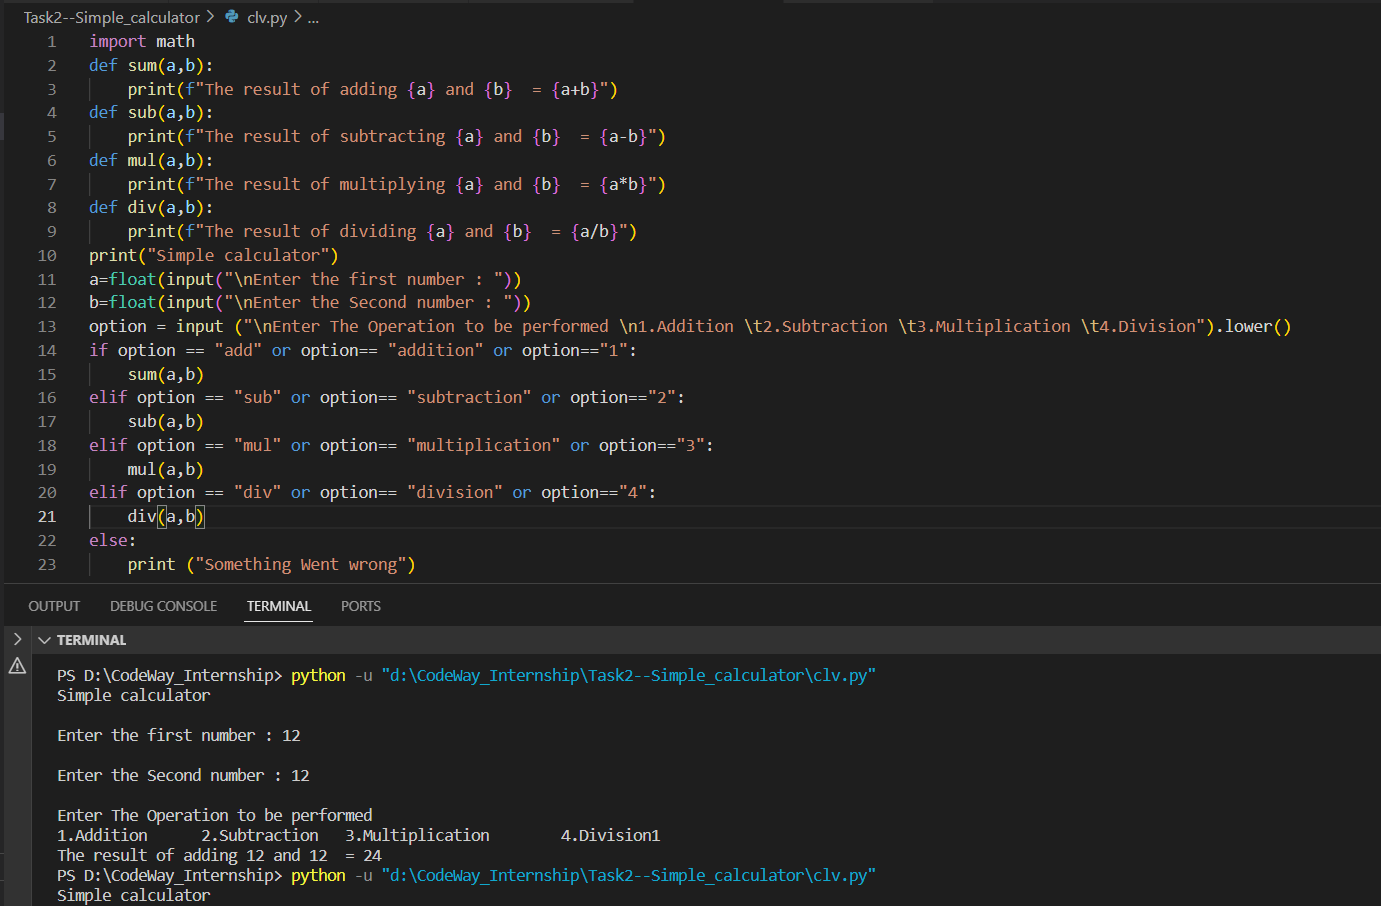 Task2--Simple_calculator > clv.py > ...
1 import math
2 def sum(a,b):
3     print(f"The result of adding {a} and {b}  = {a+b}")
4 def sub(a,b):
5     print(f"The result of subtracting {a} and {b}  = {a-b}")
6 def mul(a,b):
7     print(f"The result of multiplying {a} and {b}  = {a*b}")
8 def div(a,b):
9     print(f"The result of dividing {a} and {b}  = {a/b}")
10 print("Simple calculator")
11 a=float(input("\nEnter the first number : "))
12 b=float(input("\nEnter the Second number : "))
13 option = input ("\nEnter The Operation to be performed \n1.Addition \t2.Subtraction \t3.Multiplication \t4.Division").lower()
14 if option == "add" or option== "addition" or option=="1":
15     sum(a,b)
16 elif option == "sub" or option== "subtraction" or option=="2":
17     sub(a,b)
18 elif option == "mul" or option== "multiplication" or option=="3":
19     mul(a,b)
20 elif option == "div" or option== "division" or option=="4":
21     div(a,b)
22 else:
23     print ("Something Went wrong")
OUTPUT DEBUG CONSOLE TERMINAL PORTS
TERMINAL
PS D:\CodeWay_Internship> python -u "d:\CodeWay_Internship\Task2--Simple_calculator\clv.py"
Simple calculator
Enter the first number : 12
Enter the Second number : 12
Enter The Operation to be performed
1.Addition      2.Subtraction   3.Multiplication        4.Division1
The result of adding 12 and 12  = 24
PS D:\CodeWay_Internship> python -u "d:\CodeWay_Internship\Task2--Simple_calculator\clv.py"
Simple calculator